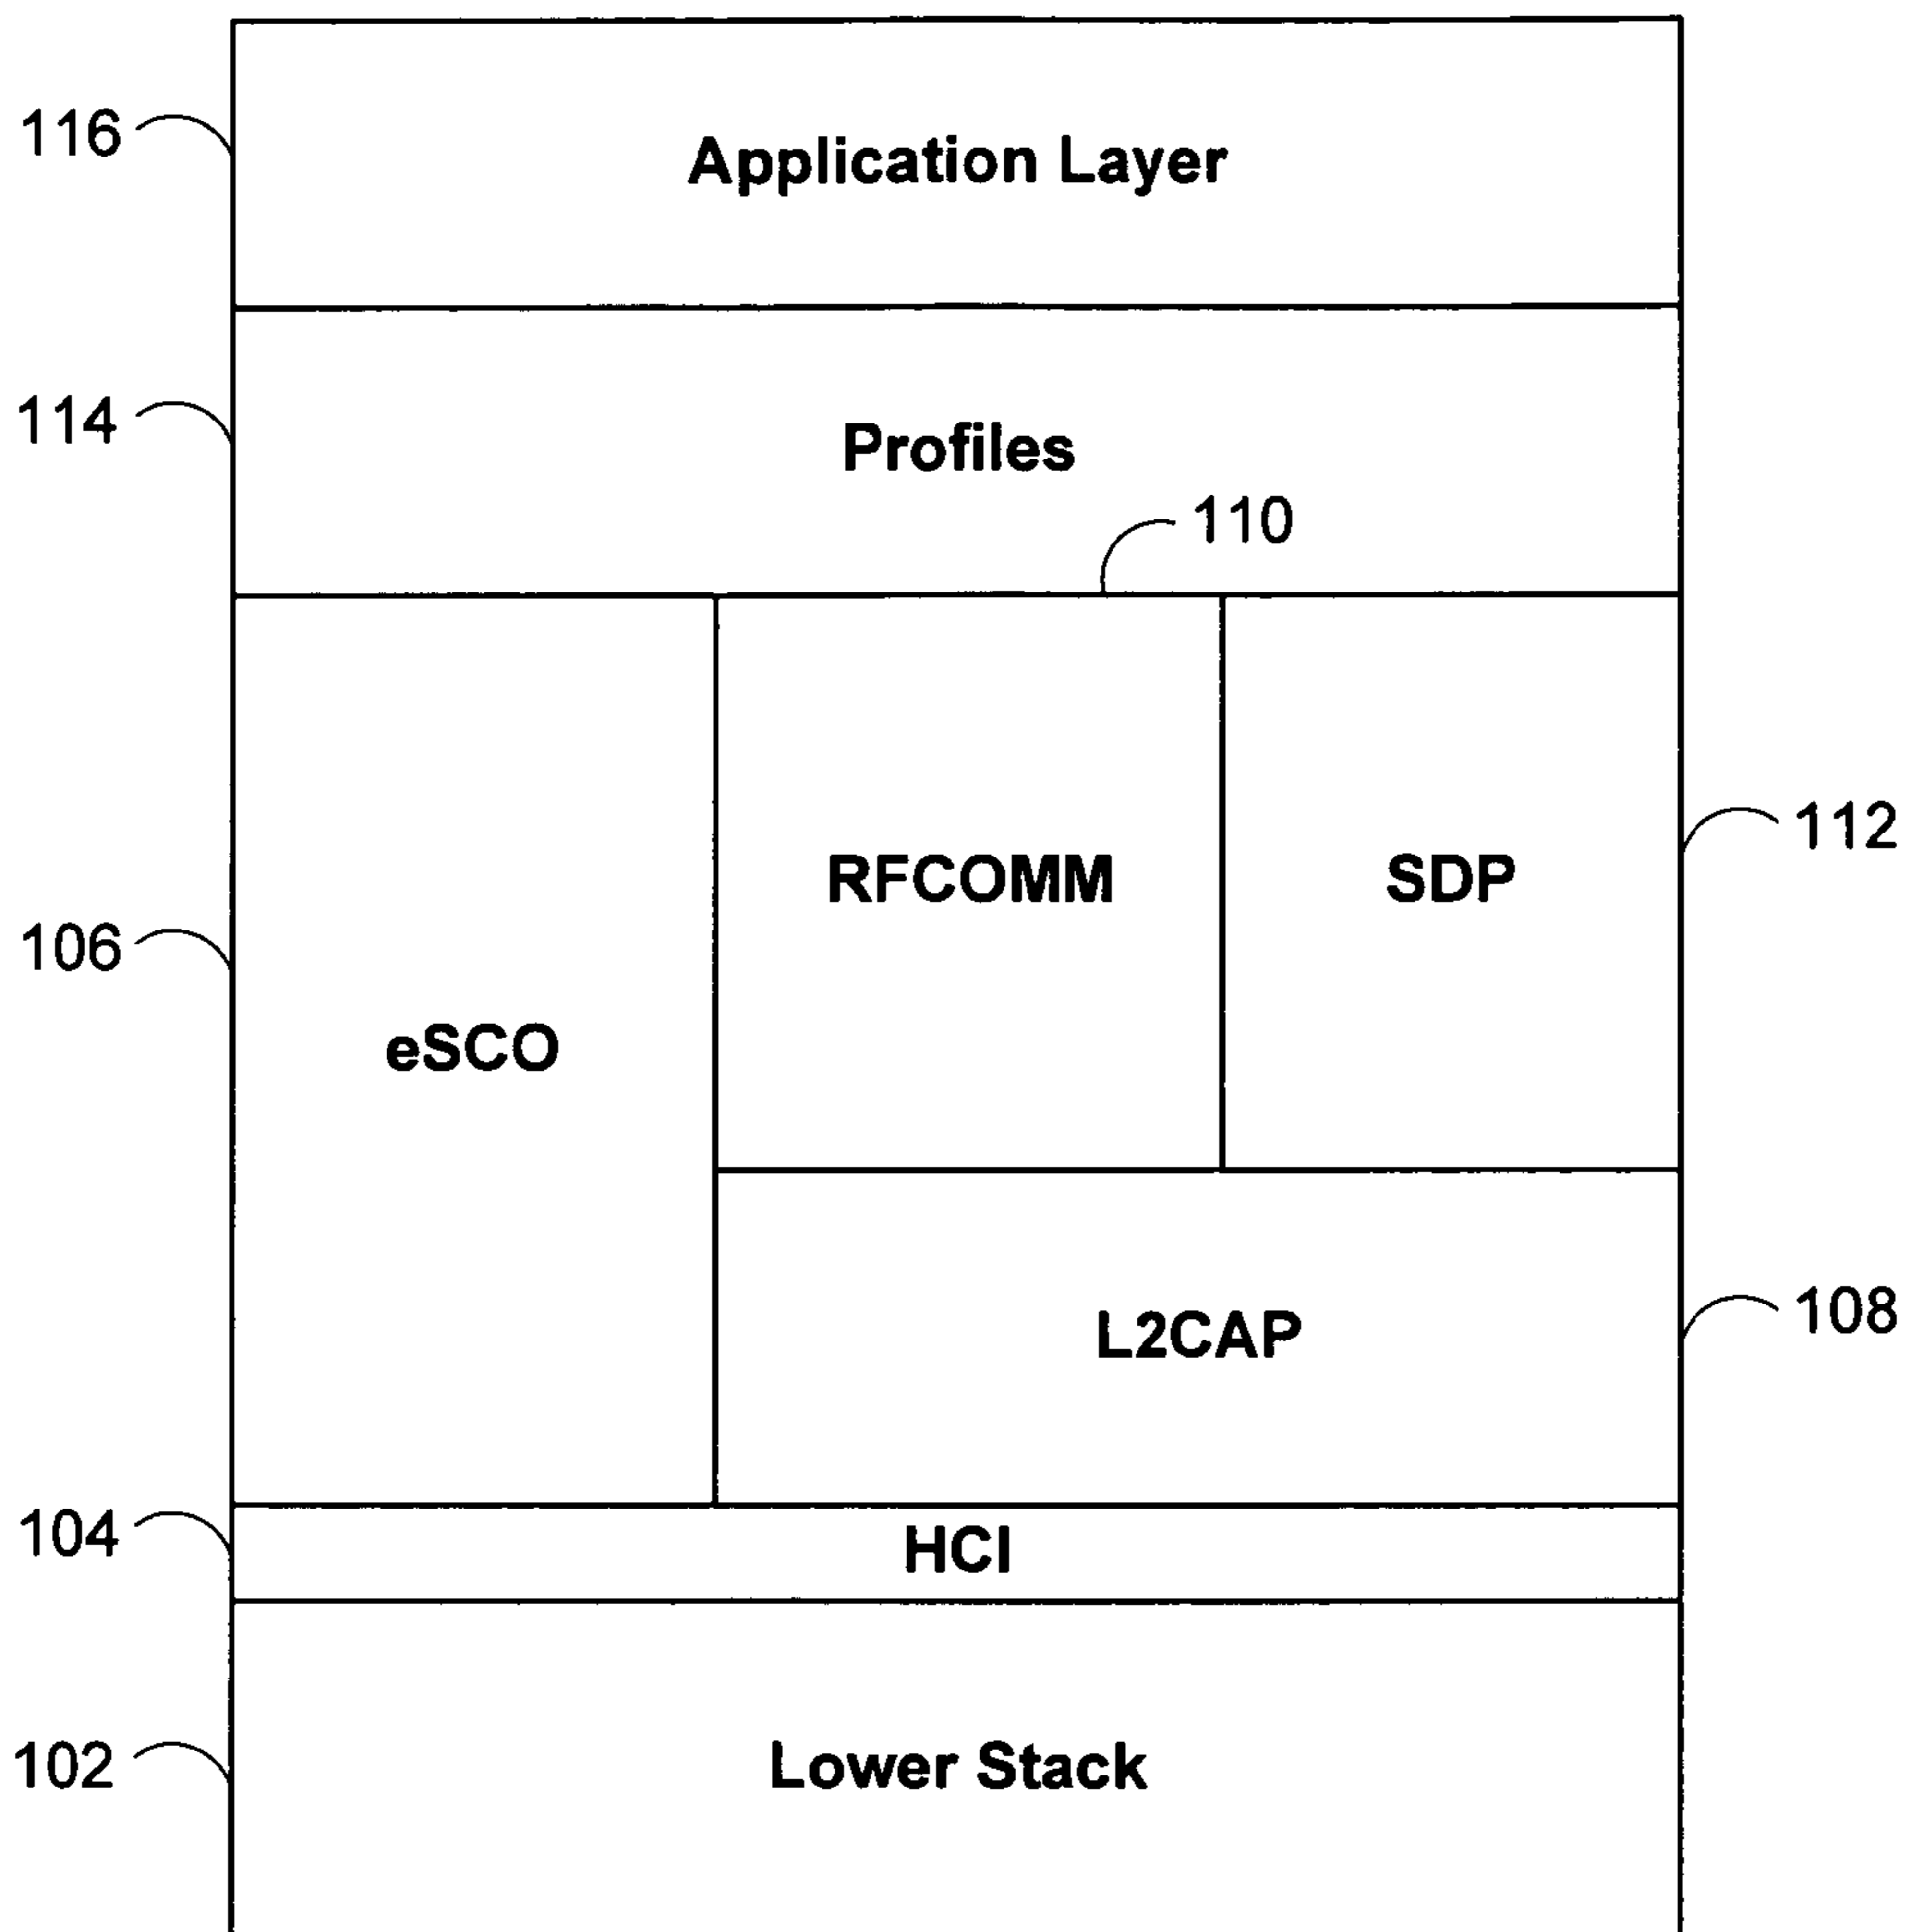 116
Application Layer
114
Profiles
110
RFCOMM
SDP
112
106
eSCO
L2CAP
108
104
HCI
102
Lower Stack